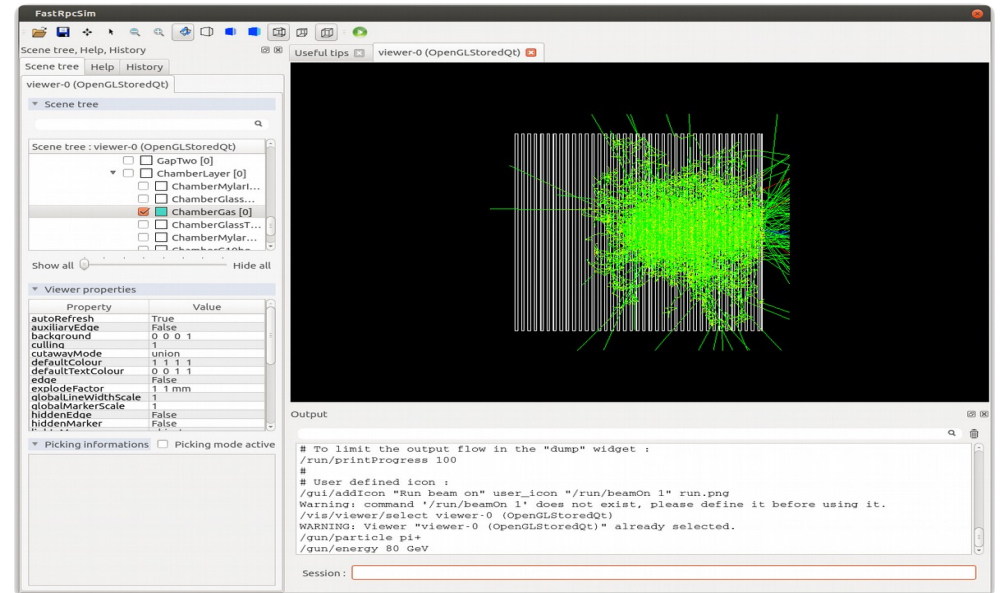 FastRpcSim
Scene tree, Help, History
Useful tips
viewer-0 (OpenGLStoredQt)
Scene tree
Help
History
viewer-0 (OpenGLStoredQt)
Scene tree
Scene tree : viewer-0 (OpenGLStoredQt)
GapTwo [0]
ChamberLayer [0]
ChamberMylarI...
ChamberGlass...
ChamberGas [0]
ChamberGlassT...
ChamberMylar...
Show all
Hide all
Viewer properties
Property Value
autoRefresh True
auxiliaryEdge False
background 0 0 0 1
culling 1
cutawayMode union
defaultColour 1 1 1 1
defaultTextColour 0 0 1 1
edge False
explodeFactor 1 1 mm
globalLineWidthScale 1
globalMarkerScale 1
hiddenEdge False
hiddenMarker False
Picking informations
Picking mode active
Output
# To limit the output flow in the "dump" widget :
/run/printProgress 100
#
# User defined icon :
/gui/addIcon "Run beam on" user_icon "/run/beamOn 1" run.png
Warning: command '/run/beamOn 1' does not exist, please define it before using it.
/vis/viewer/select viewer-0 (OpenGLStoredQt)
WARNING: Viewer "viewer-0 (OpenGLStoredQt)" already selected.
/gun/particle pi+
/gun/energy 80 GeV
Session :